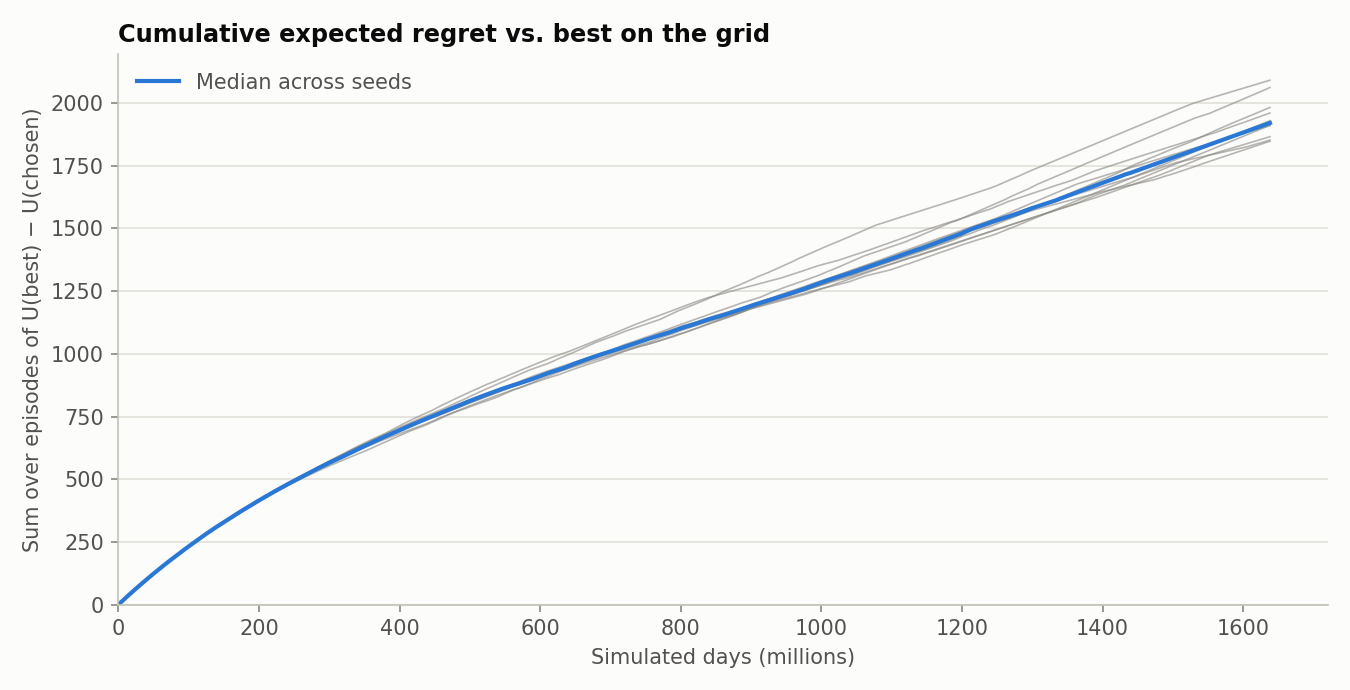 Cumulative expected regret vs. best on the grid
Median across seeds
Sum over episodes of U(best) − U(chosen)
2000
1750
1500
1250
1000
750
500
250
0
0 200 400 600 800 1000 1200 1400 1600
Simulated days (millions)